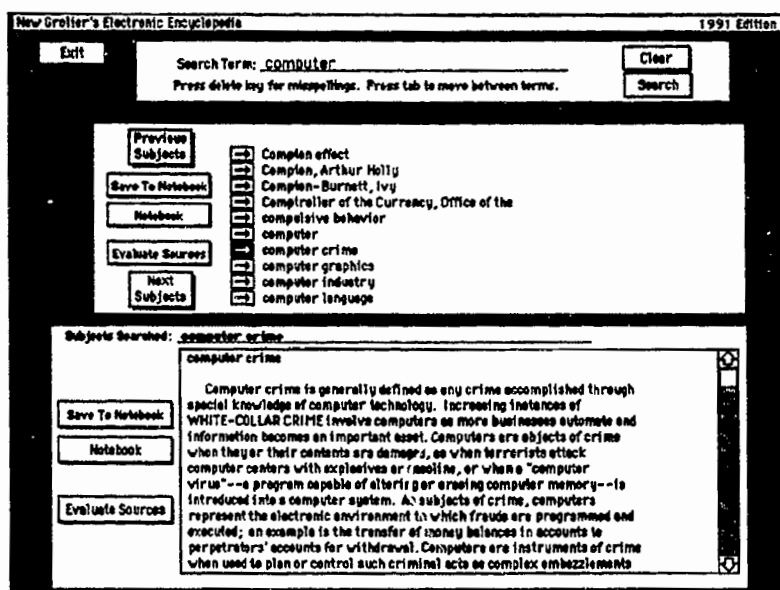 New Grolier's Electronic Encyclopedia 1991 Edition
Exit
Search Term: computer
Clear
Press delete key for misspellings. Press tab to move between terms.
Search
Previous Subjects
Save To Notebook
Notebook
Evaluate Sources
Next Subjects
Compton effect
Compton, Arthur Holly
Compton-Burnett, Ivy
Comptroller of the Currency, Office of the
compulsive behavior
computer
computer crime
computer graphics
computer industry
computer language
Subjects Searched: computer crime
Save To Notebook
Notebook
Evaluate Sources
computer crime
Computer crime is generally defined as any crime accomplished through
special knowledge of computer technology. Increasing instances of
WHITE-COLLAR CRIME involve computers as more businesses automate and
information becomes an important asset. Computers are objects of crime
when they or their contents are damaged, as when terrorists attack
computer centers with explosives or gasoline, or when a "computer
virus"--a program capable of altering or erasing computer memory--is
introduced into a computer system. As subjects of crime, computers
represent the electronic environment in which frauds are programmed and
executed; an example is the transfer of money balances in accounts to
perpetrators' accounts for withdrawal. Computers are instruments of crime
when used to plan or control such criminal acts as complex embezzlements